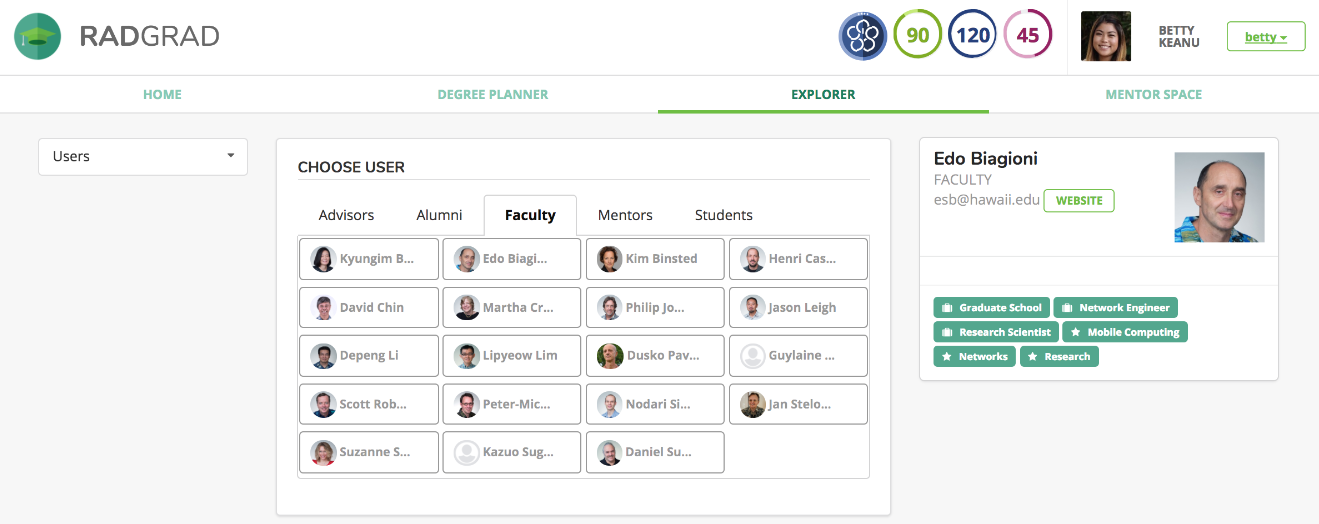 RADGRAD
90 120 45
BETTY
KEANU
betty
HOME DEGREE PLANNER EXPLORER MENTOR SPACE
Users
CHOOSE USER
Advisors Alumni Faculty Mentors Students
Kyungim B... Edo Biagi... Kim Binsted Henri Cas...
David Chin Martha Cr... Philip Jo... Jason Leigh
Depeng Li Lipyeow Lim Dusko Pav... Guylaine ...
Scott Rob... Peter-Mic... Nodari Si... Jan Stelo...
Suzanne S... Kazuo Sug... Daniel Su...
Edo Biagioni
FACULTY
esb@hawaii.edu WEBSITE
Graduate School Network Engineer
Research Scientist Mobile Computing
Networks Research